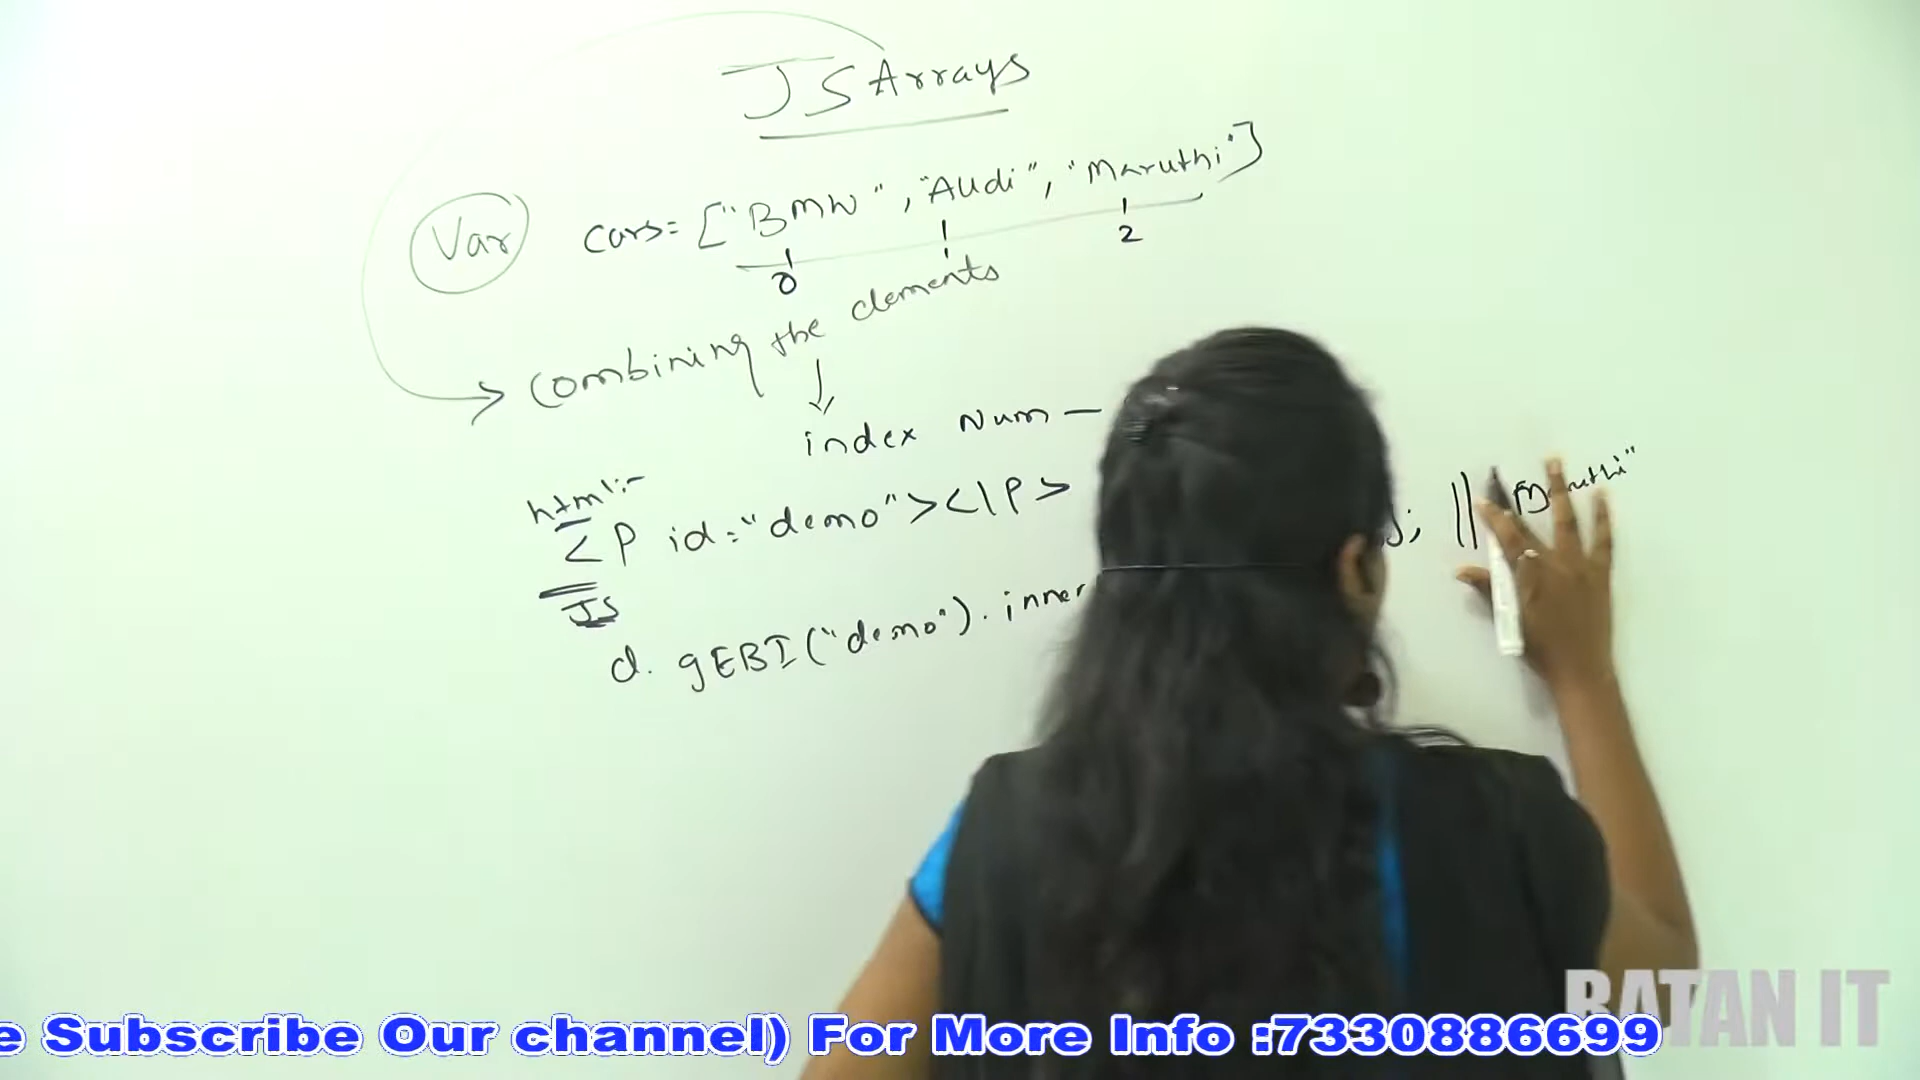 JS Arrays
Var cars= ["BMW", "Audi", "Maruthi"]
0 1 2
Combining the elements
index Num —
html:-
<P id="demo"><\P>
; || "Maruthi"
JS
d. gEBI("demo"). inner
e Subscribe Our channel) For More Info :7330886699
RATAN IT